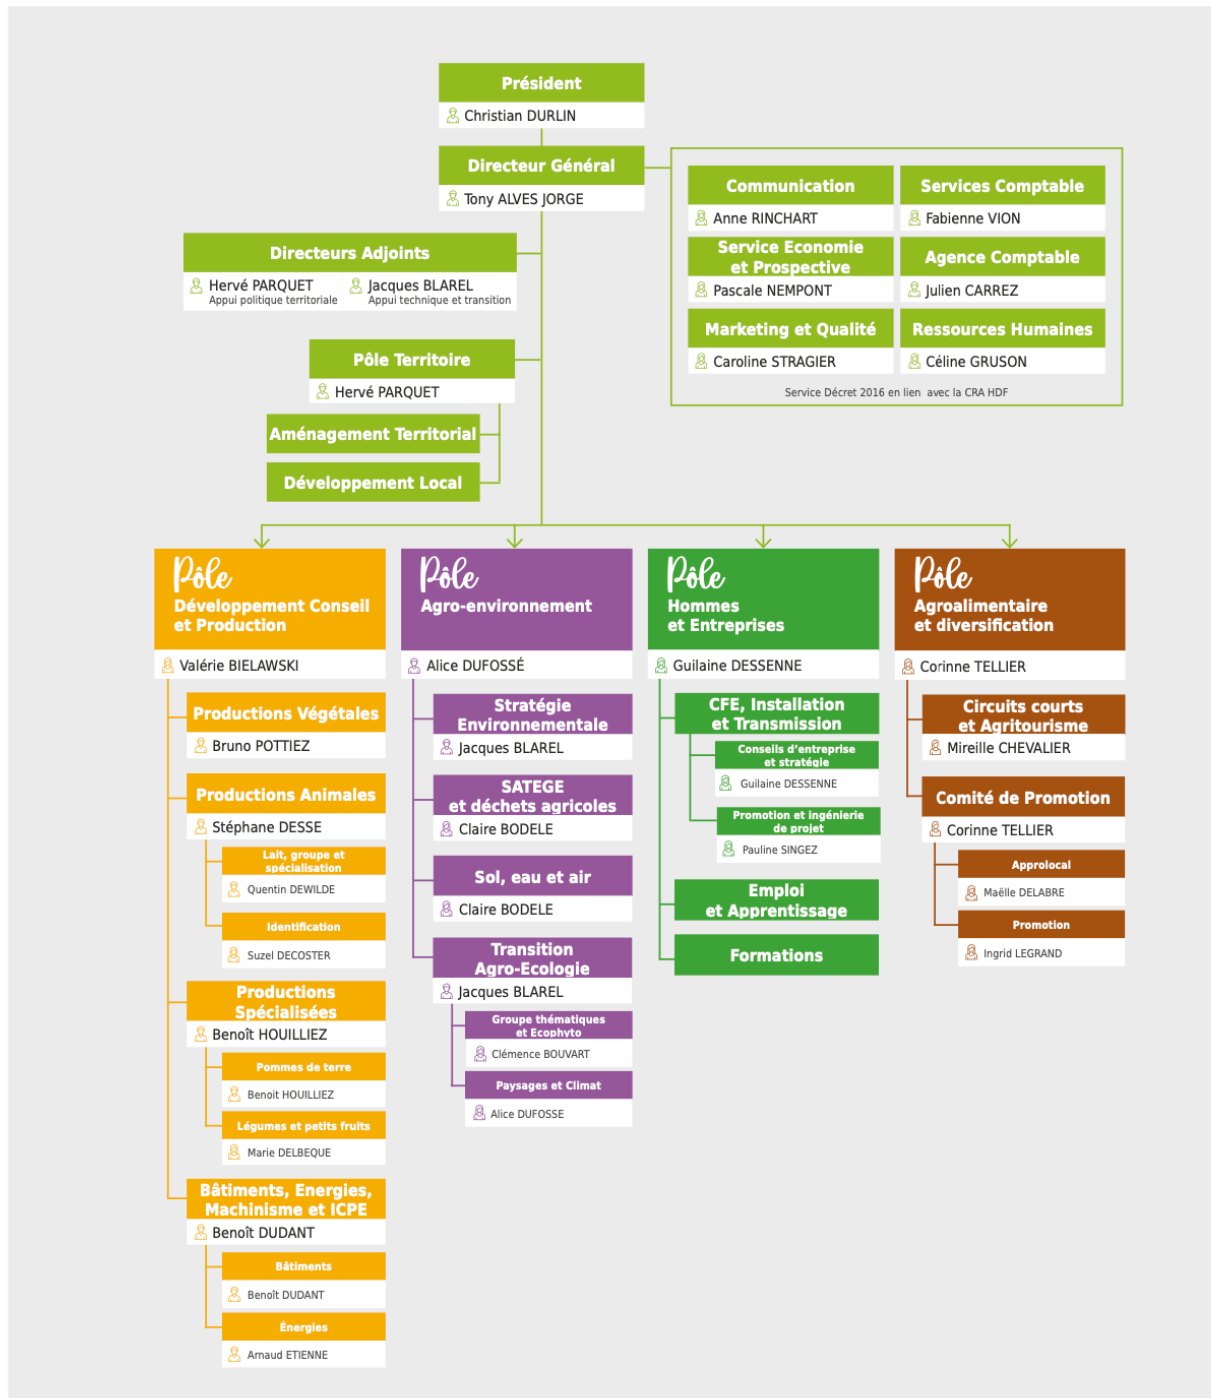 Président
Christian DURLIN
Directeur Général
Tony ALVES JORGE
Communication
Anne RINCHART
Services Comptable
Fabienne VION
Service Economie
et Prospective
Pascale NEMPONT
Agence Comptable
Julien CARREZ
Marketing et Qualité
Caroline STRAGIER
Ressources Humaines
Céline GRUSON
Service Décret 2016 en lien avec la CRA HDF
Directeurs Adjoints
Hervé PARQUET
Appui politique territoriale
Jacques BLAREL
Appui technique et transition
Pôle Territoire
Hervé PARQUET
Aménagement Territorial
Développement Local
Pôle
Développement Conseil
et Production
Valérie BIELAWSKI
Productions Végétales
Bruno POTTIEZ
Productions Animales
Stéphane DESSE
Lait, groupe et
spécialisation
Quentin DEWILDE
Identification
Suzel DECOSTER
Productions
Spécialisées
Benoît HOUILLIEZ
Pommes de terre
Benoit HOUILLIEZ
Légumes et petits fruits
Marie DELBEQUE
Bâtiments, Energies,
Machinisme et ICPE
Benoît DUDANT
Bâtiments
Benoît DUDANT
Énergies
Arnaud ETIENNE
Pôle
Agro-environnement
Alice DUFOSSÉ
Stratégie
Environnementale
Jacques BLAREL
SATEGE
et déchets agricoles
Claire BODELE
Sol, eau et air
Claire BODELE
Transition
Agro-Ecologie
Jacques BLAREL
Groupe thématiques
et Ecophyto
Clémence BOUVART
Paysages et Climat
Alice DUFOSSE
Pôle
Hommes
et Entreprises
Guilaine DESSENNE
CFE, Installation
et Transmission
Conseils d'entreprise
et stratégie
Guilaine DESSENNE
Promotion et ingénierie
de projet
Pauline SINGEZ
Emploi
et Apprentissage
Formations
Pôle
Agroalimentaire
et diversification
Corinne TELLIER
Circuits courts
et Agritourisme
Mireille CHEVALIER
Comité de Promotion
Corinne TELLIER
Approlocal
Maëlle DELABRE
Promotion
Ingrid LEGRAND